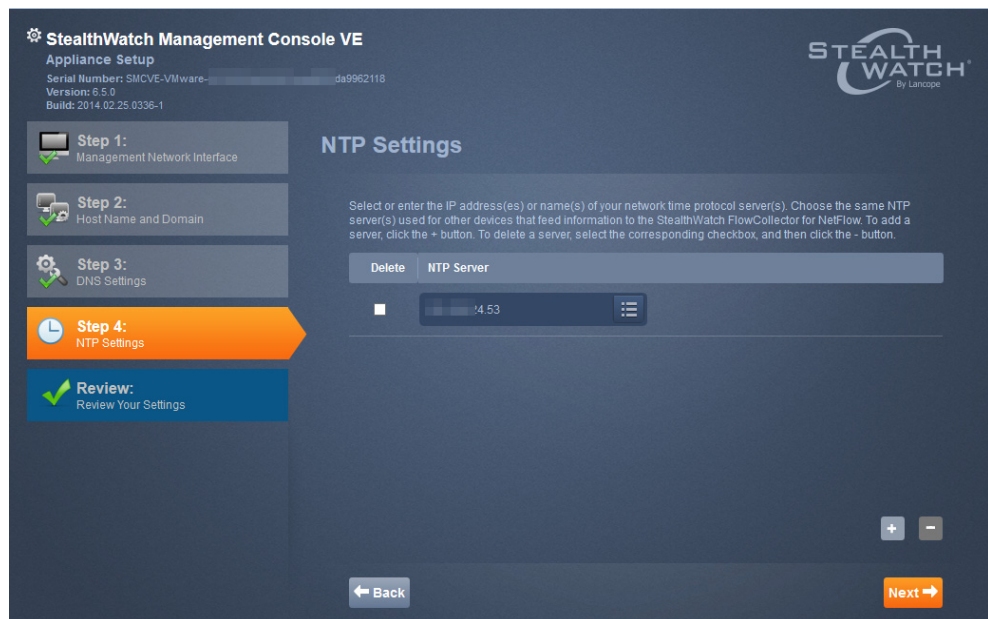 StealthWatch Management Console VE
Appliance Setup
Serial Number: SMCVE-VMware- da9962118
Version: 6.5.0
Build: 2014.02.25.0336-1
STEALTH
WATCH
By Lancope
Step 1:
Management Network Interface
Step 2:
Host Name and Domain
Step 3:
DNS Settings
Step 4:
NTP Settings
Review:
Review Your Settings
NTP Settings
Select or enter the IP address(es) or name(s) of your network time protocol server(s). Choose the same NTP
server(s) used for other devices that feed information to the StealthWatch FlowCollector for NetFlow. To add a
server, click the + button. To delete a server, select the corresponding checkbox, and then click the - button.
Delete NTP Server
4.53
+ -
Back
Next